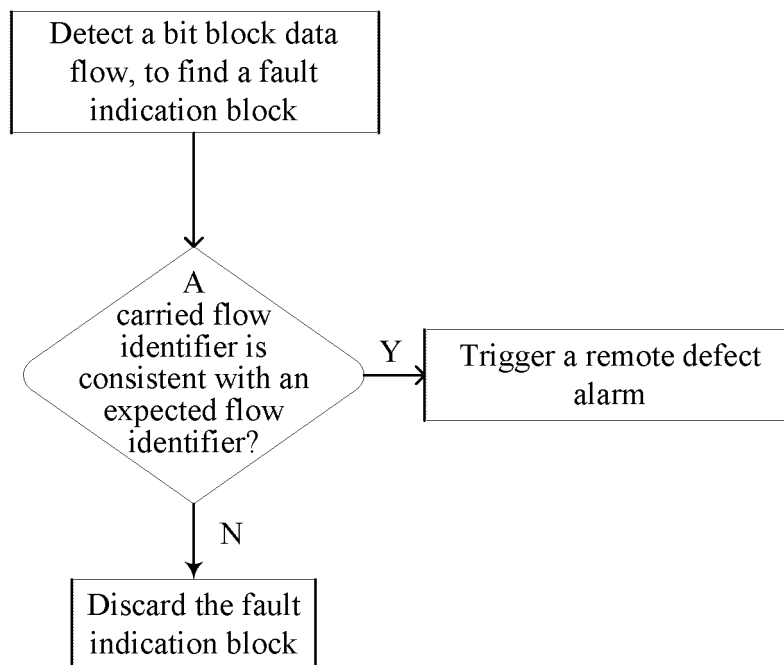 Detect a bit block data
flow, to find a fault
indication block
A
carried flow
identifier is
consistent with an
expected flow
identifier?
Y
Trigger a remote defect
alarm
N
Discard the fault
indication block